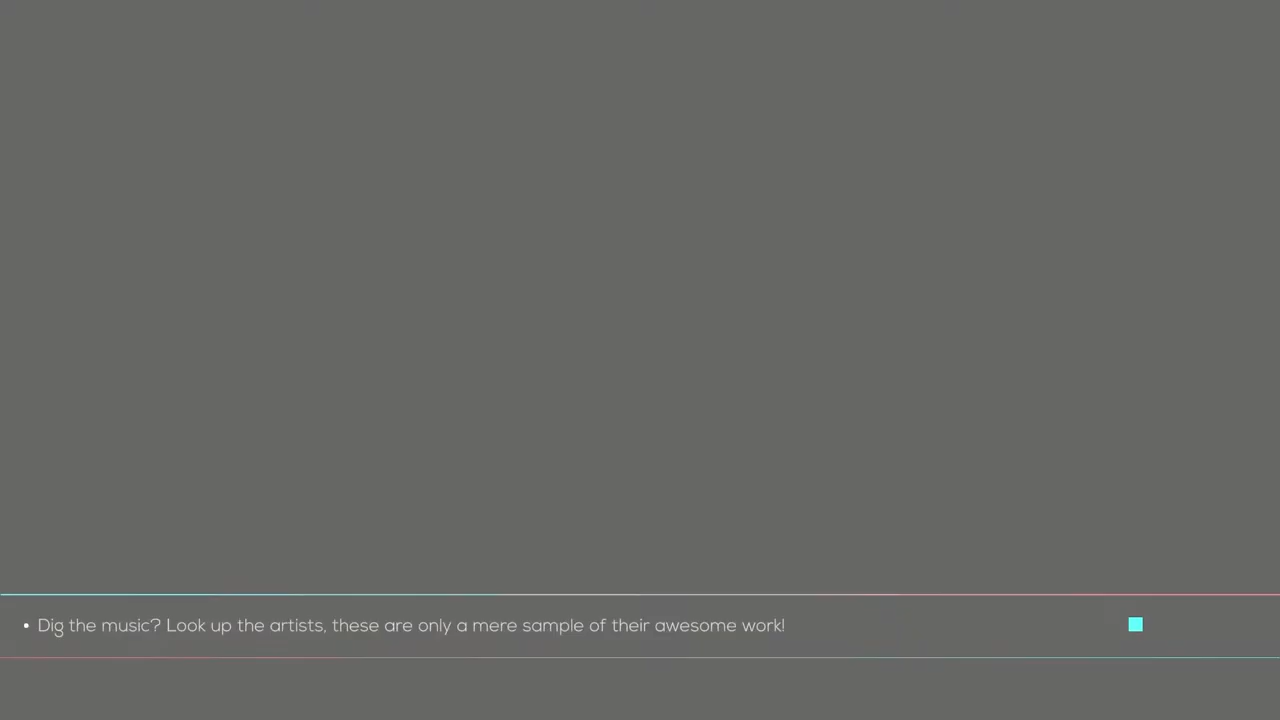 • Dig the music? Look up the artists, these are only a mere sample of their awesome work!